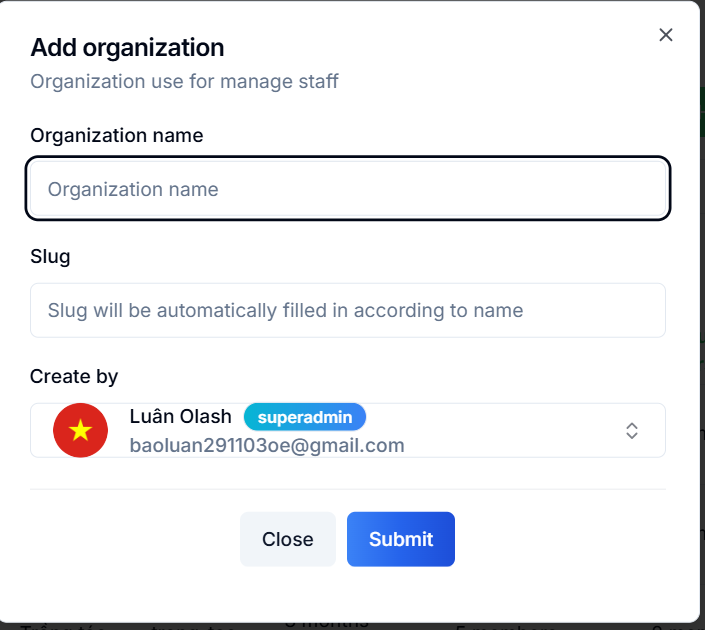 Add organization
Organization use for manage staff
Organization name
Organization name
Slug
Slug will be automatically filled in according to name
Create by
Luân Olash superadmin
baoluan291103oe@gmail.com
Close Submit